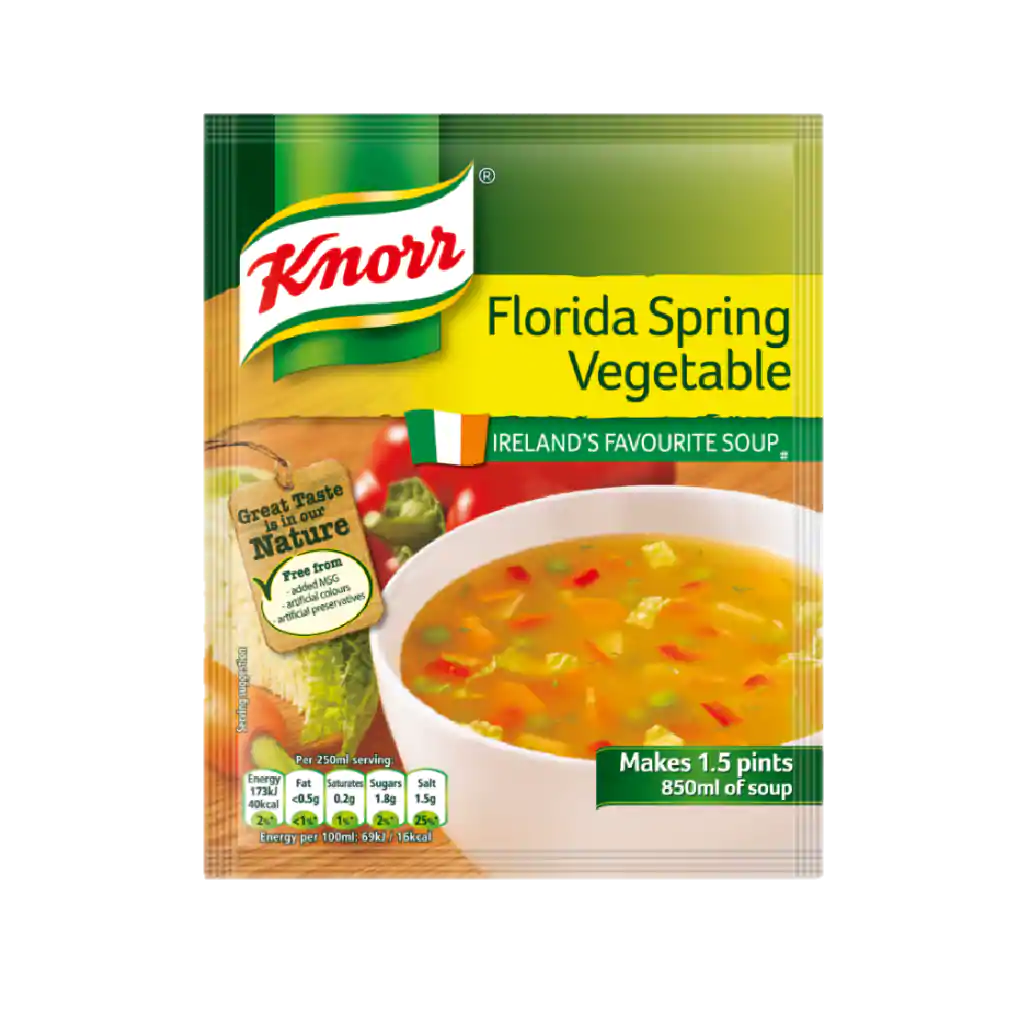 Knorr
®
Florida Spring
Vegetable
IRELAND'S FAVOURITE SOUP#
Great Taste
is in our
Nature
Free from
- added MSG
- artificial colours
- artificial preservatives
Serving suggestion
Per 250ml serving:
Energy
173kJ
40kcal
2%*
Fat
<0.5g
<1%*
Saturates
0.2g
1%*
Sugars
1.8g
2%*
Salt
1.5g
25%*
Energy per 100ml: 69kJ / 16kcal
Makes 1.5 pints
850ml of soup